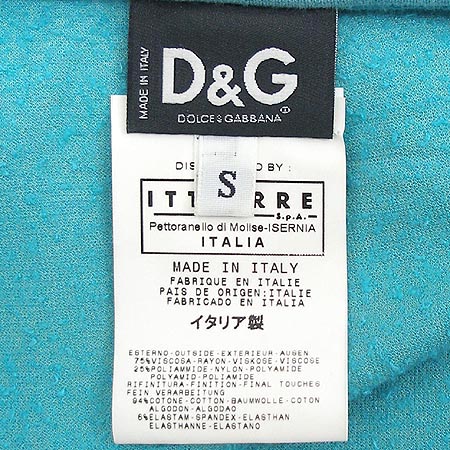 MADE IN ITALY
D&G
DOLCE&GABBANA
S
ITT RRE
S.p.A.
Pettoranello di Molise-ISERNIA
ITALIA
MADE IN ITALY
FABRIQUE EN ITALIE
PAIS DE ORIGEN:ITALIE
FABRICADO EN ITALIA
イタリア製
ESTERNO-OUTSIDE-EXTERIEUR-AUßEN
75%VISCOSA-RAYON-VISKOSE-VISCOSE
25%POLIAMMIDE-NYLON-POLYAMIDE
POLYAMID-POLIAMIDE
RIFINITURA-FINITION-FINAL TOUCHES
FEIN VERARBEITUNG
94%COTONE-COTTON-BAUMWOLLE-COTON
ALGODON-ALGODAO
6%ELASTAM-SPANDEX-ELASTHAN
ELASTHANNE-ELASTANO